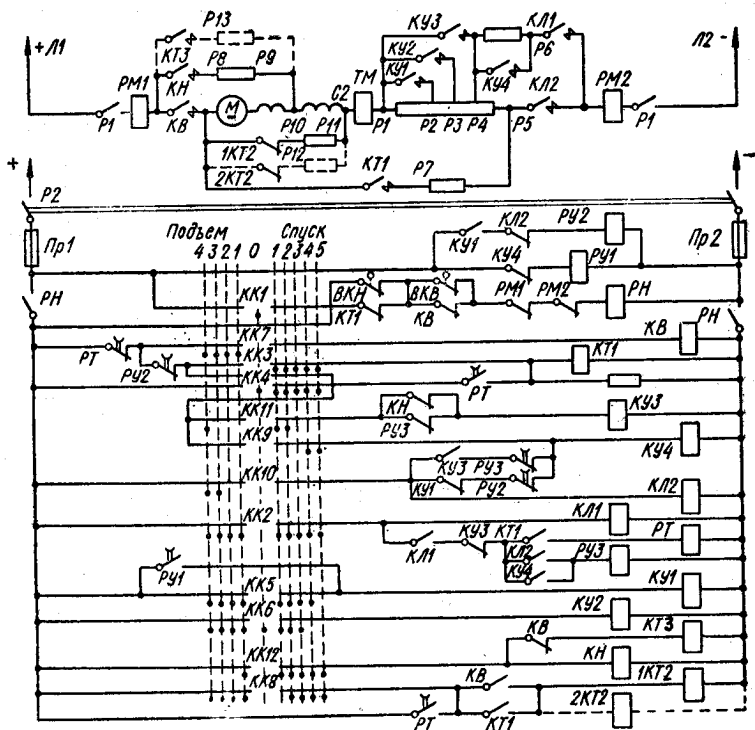 +Л1
Р13
КТ3
Р8 Р9
КН
РМ1
Р1
КВ
М
Р10 Р11
С2
ТМ
Р1
1КТ2
Р12
2КТ2
КТ1
Р7
КУ3
КУ2
КУ1
КЛ1
Р6
КУ4
КЛ2
Р2 Р3 Р4
Р5
РМ2
Р1
Л2 -
+
-
Р2
Пр1
Пр2
Подъем
4 3 2 1 0
Спуск
1 2 3 4 5
КУ1
КЛ2
РУ2
КУ4
РУ1
РН
КК1
ВКН
ВКВ
КТ1
КВ
РМ1
РМ2
РН
КК7
КВ
РН
РТ
РУ2
КК3
КТ1
КК4
РТ
КК11
КН
РУ3
КУ3
КК9
КУ4
КУ3
РУ3
КК10
КУ1
РУ2
КЛ2
КК2
КЛ1
КЛ1
КУ3
КТ1
РТ
КЛ2
РУ3
КУ4
РУ1
КК5
КУ1
КК6
КУ2
КВ
КТ3
КК12
КН
КК8
КВ
1КТ2
РТ
КТ1
2КТ2